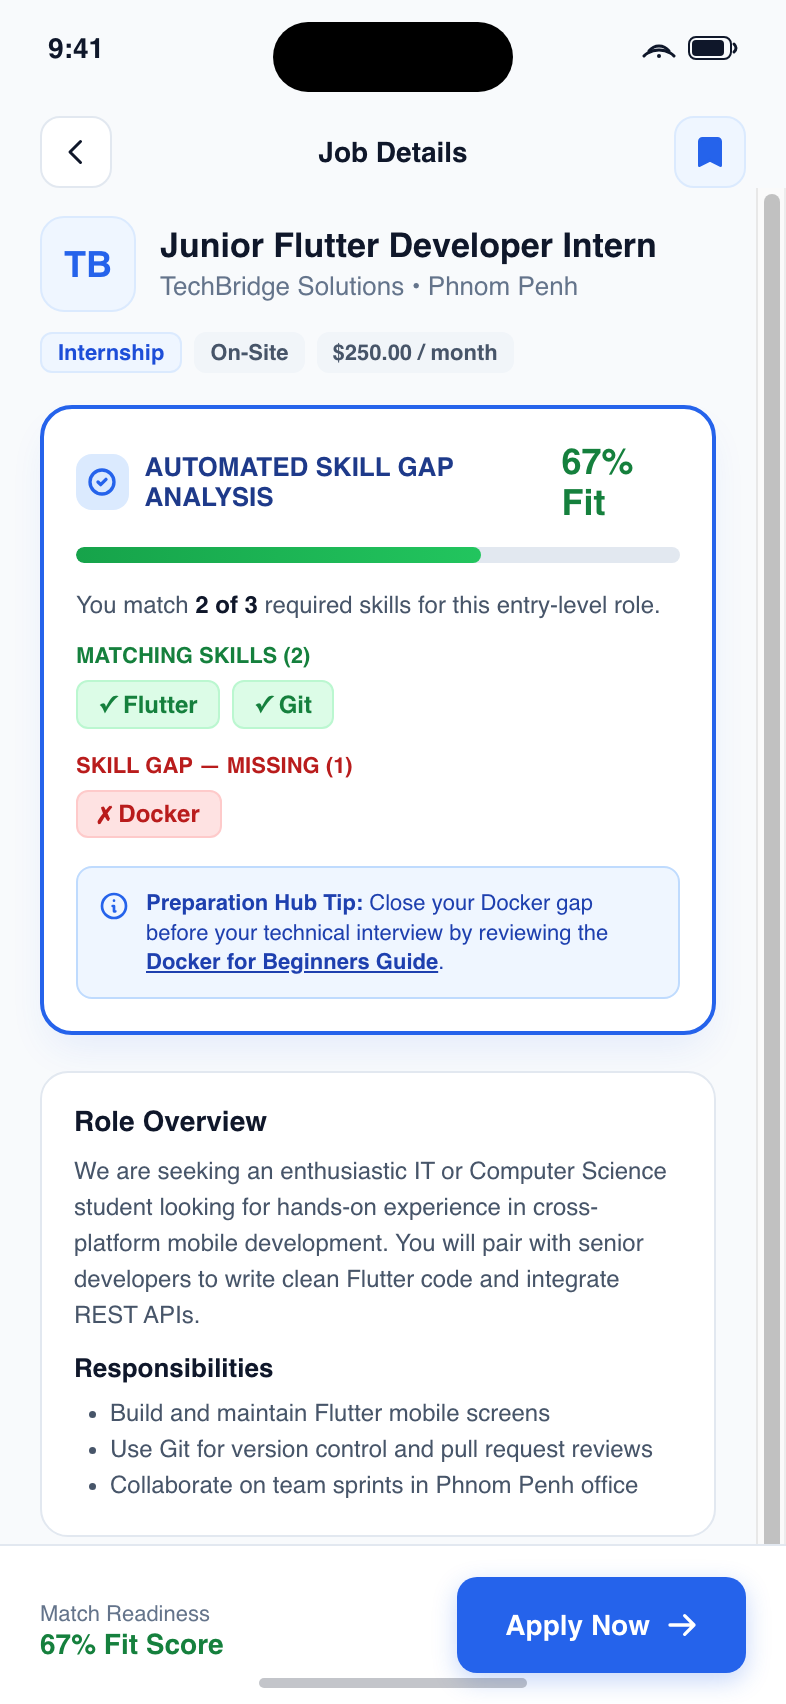 9:41
Job Details
TB
Junior Flutter Developer Intern
TechBridge Solutions • Phnom Penh
Internship
On-Site
$250.00 / month
AUTOMATED SKILL GAP
ANALYSIS
67%
Fit
You match 2 of 3 required skills for this entry-level role.
MATCHING SKILLS (2)
✓ Flutter
✓ Git
SKILL GAP — MISSING (1)
✗ Docker
Preparation Hub Tip: Close your Docker gap
before your technical interview by reviewing the
Docker for Beginners Guide.
Role Overview
We are seeking an enthusiastic IT or Computer Science
student looking for hands-on experience in cross-
platform mobile development. You will pair with senior
developers to write clean Flutter code and integrate
REST APIs.
Responsibilities
• Build and maintain Flutter mobile screens
• Use Git for version control and pull request reviews
• Collaborate on team sprints in Phnom Penh office
Match Readiness
67% Fit Score
Apply Now →